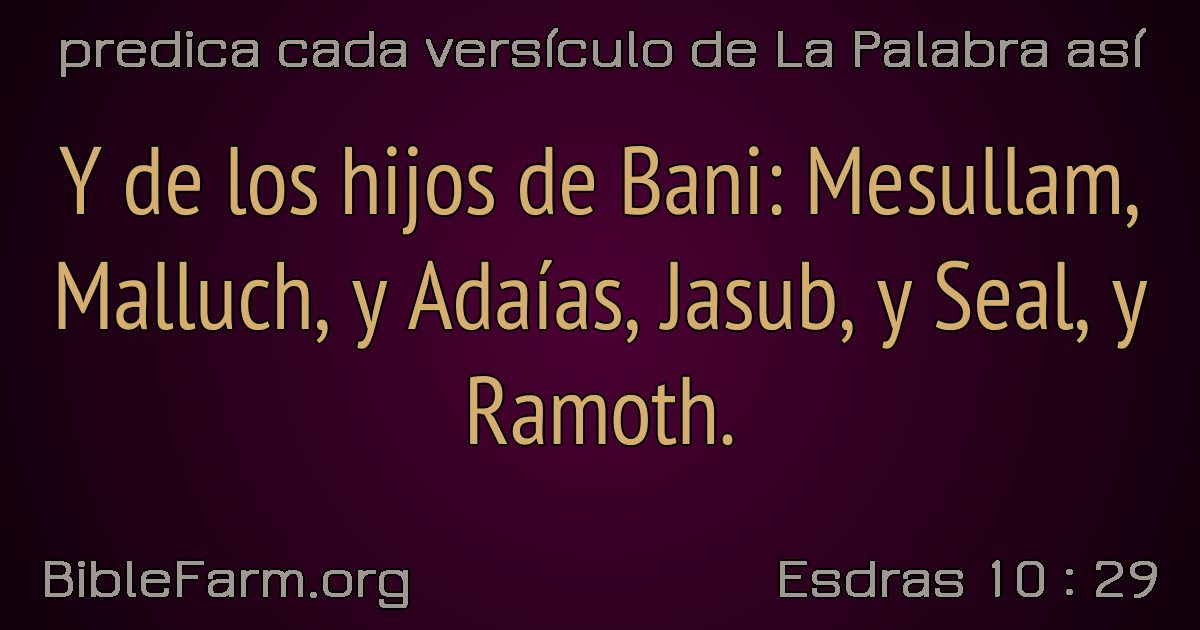 predica cada versículo de La Palabra así
Y de los hijos de Bani: Mesullam,
Malluch, y Adaías, Jasub, y Seal, y
Ramoth.
BibleFarm.org
Esdras 10 : 29